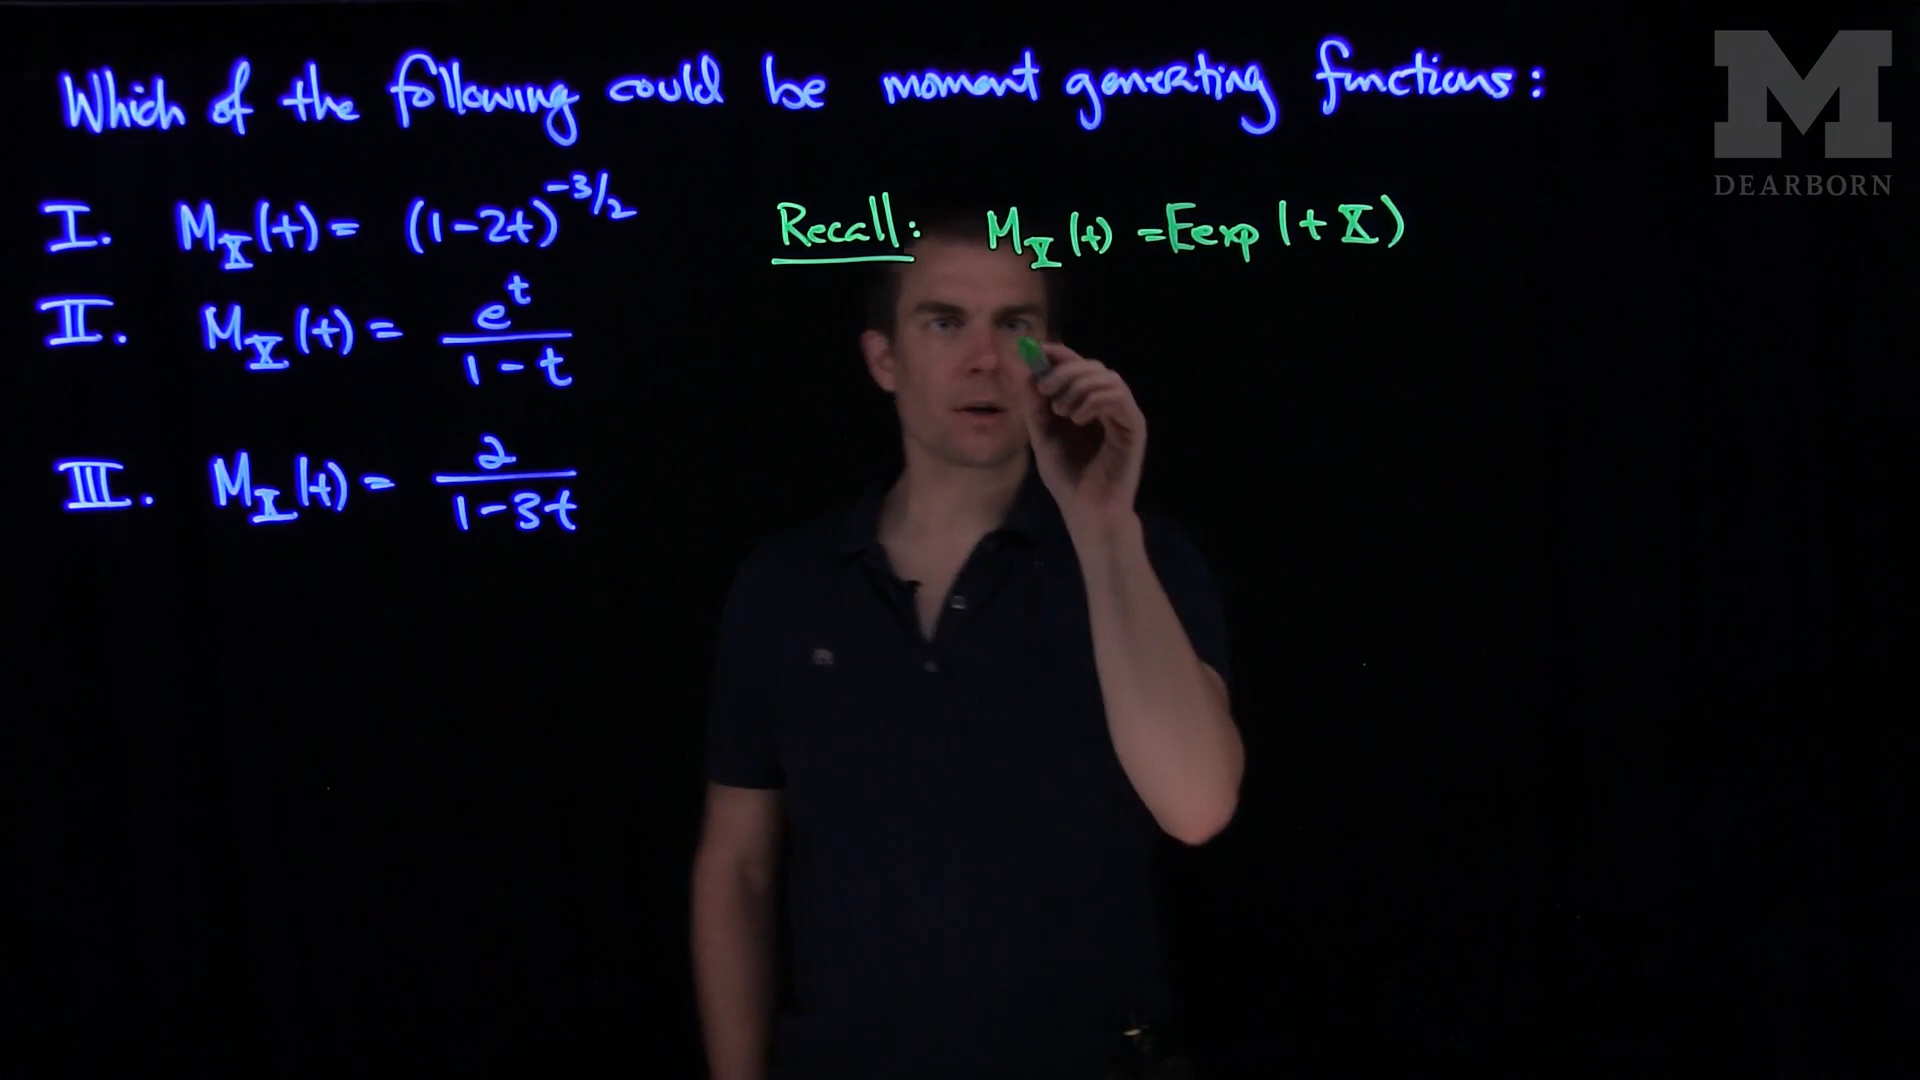 Which of the following could be moment generating functions:
M
DEARBORN
I. M_X(t) = (1-2t)^{-3/2}
Recall: M_X(t) = E exp(tX)
II. M_X(t) = e^t / (1-t)
III. M_X(t) = 2 / (1-3t)